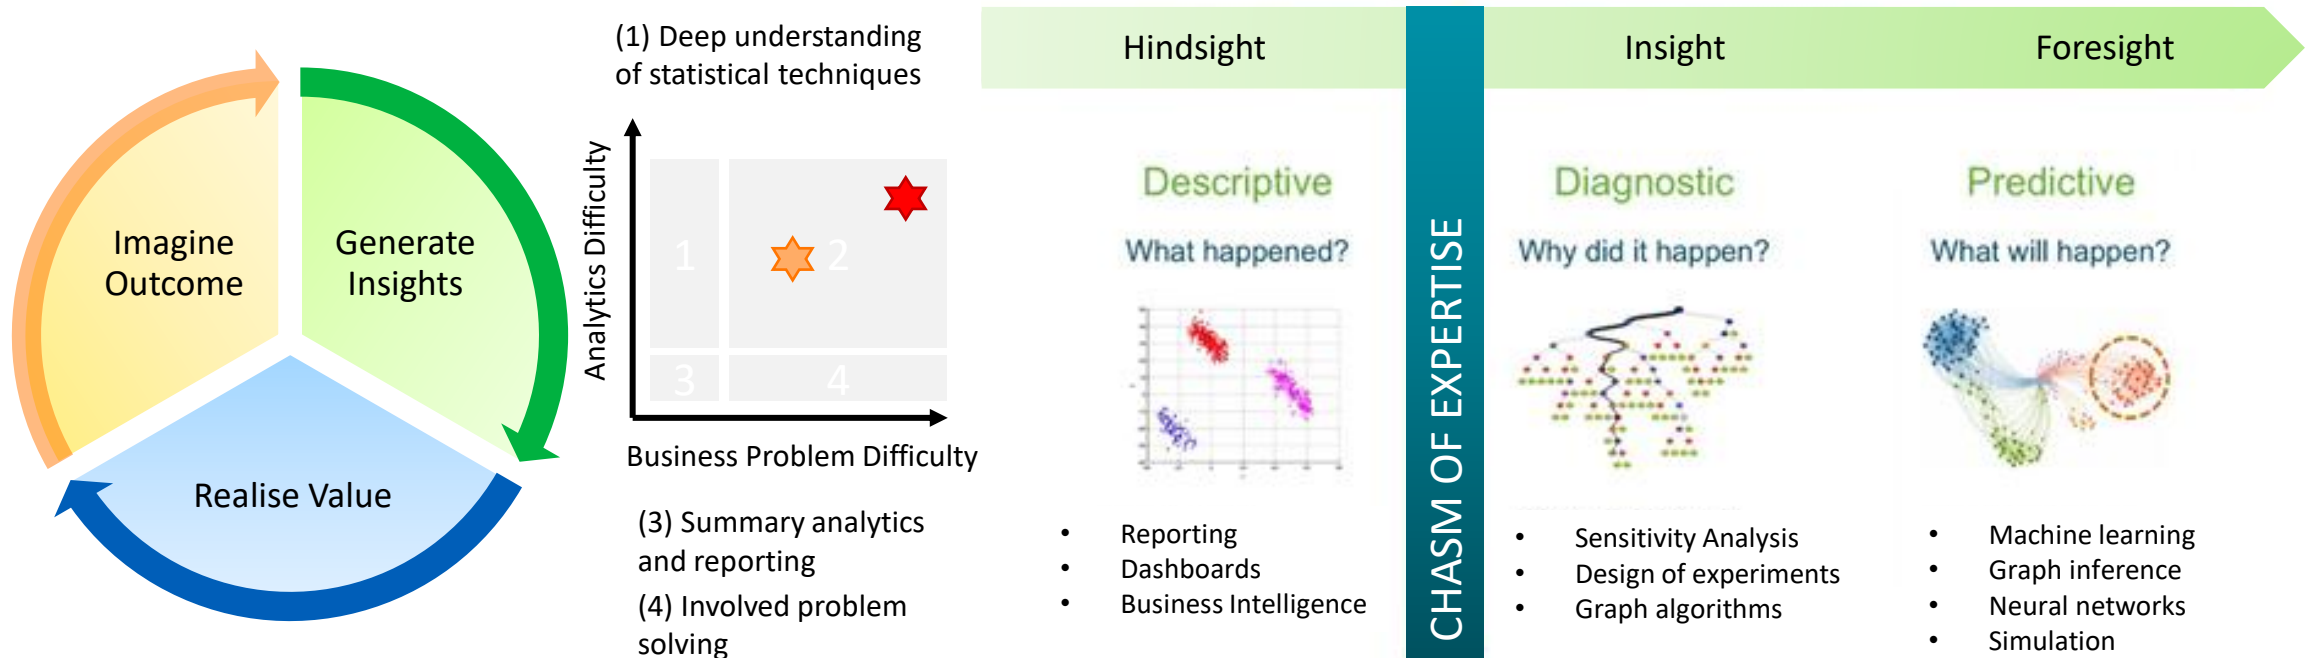 Imagine
Outcome
Generate
Insights
Realise Value
(1) Deep understanding
of statistical techniques
Analytics Difficulty
1
2
3
4
Business Problem Difficulty
(3) Summary analytics
and reporting
(4) Involved problem
solving
Hindsight
Insight
Foresight
CHASM OF EXPERTISE
Descriptive
What happened?
• Reporting
• Dashboards
• Business Intelligence
Diagnostic
Why did it happen?
• Sensitivity Analysis
• Design of experiments
• Graph algorithms
Predictive
What will happen?
• Machine learning
• Graph inference
• Neural networks
• Simulation